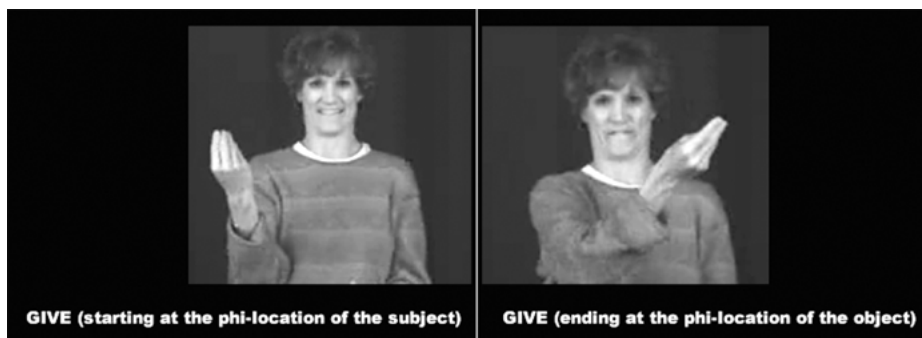 GIVE (starting at the phi-location of the subject)
GIVE (ending at the phi-location of the object)